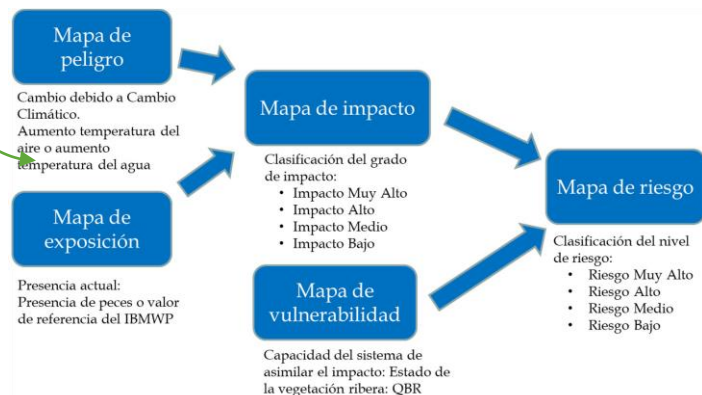 Mapa de
peligro
Cambio debido a Cambio
Climático.
Aumento temperatura del
aire o aumento
temperatura del agua
Mapa de
exposición
Presencia actual:
Presencia de peces o valor
de referencia del IBMWP
Mapa de impacto
Clasificación del grado
de impacto:
• Impacto Muy Alto
• Impacto Alto
• Impacto Medio
• Impacto Bajo
Mapa de
vulnerabilidad
Capacidad del sistema de
asimilar el impacto: Estado de
la vegetación ribera: QBR
Mapa de riesgo
Clasificación del nivel
de riesgo:
• Riesgo Muy Alto
• Riesgo Alto
• Riesgo Medio
• Riesgo Bajo